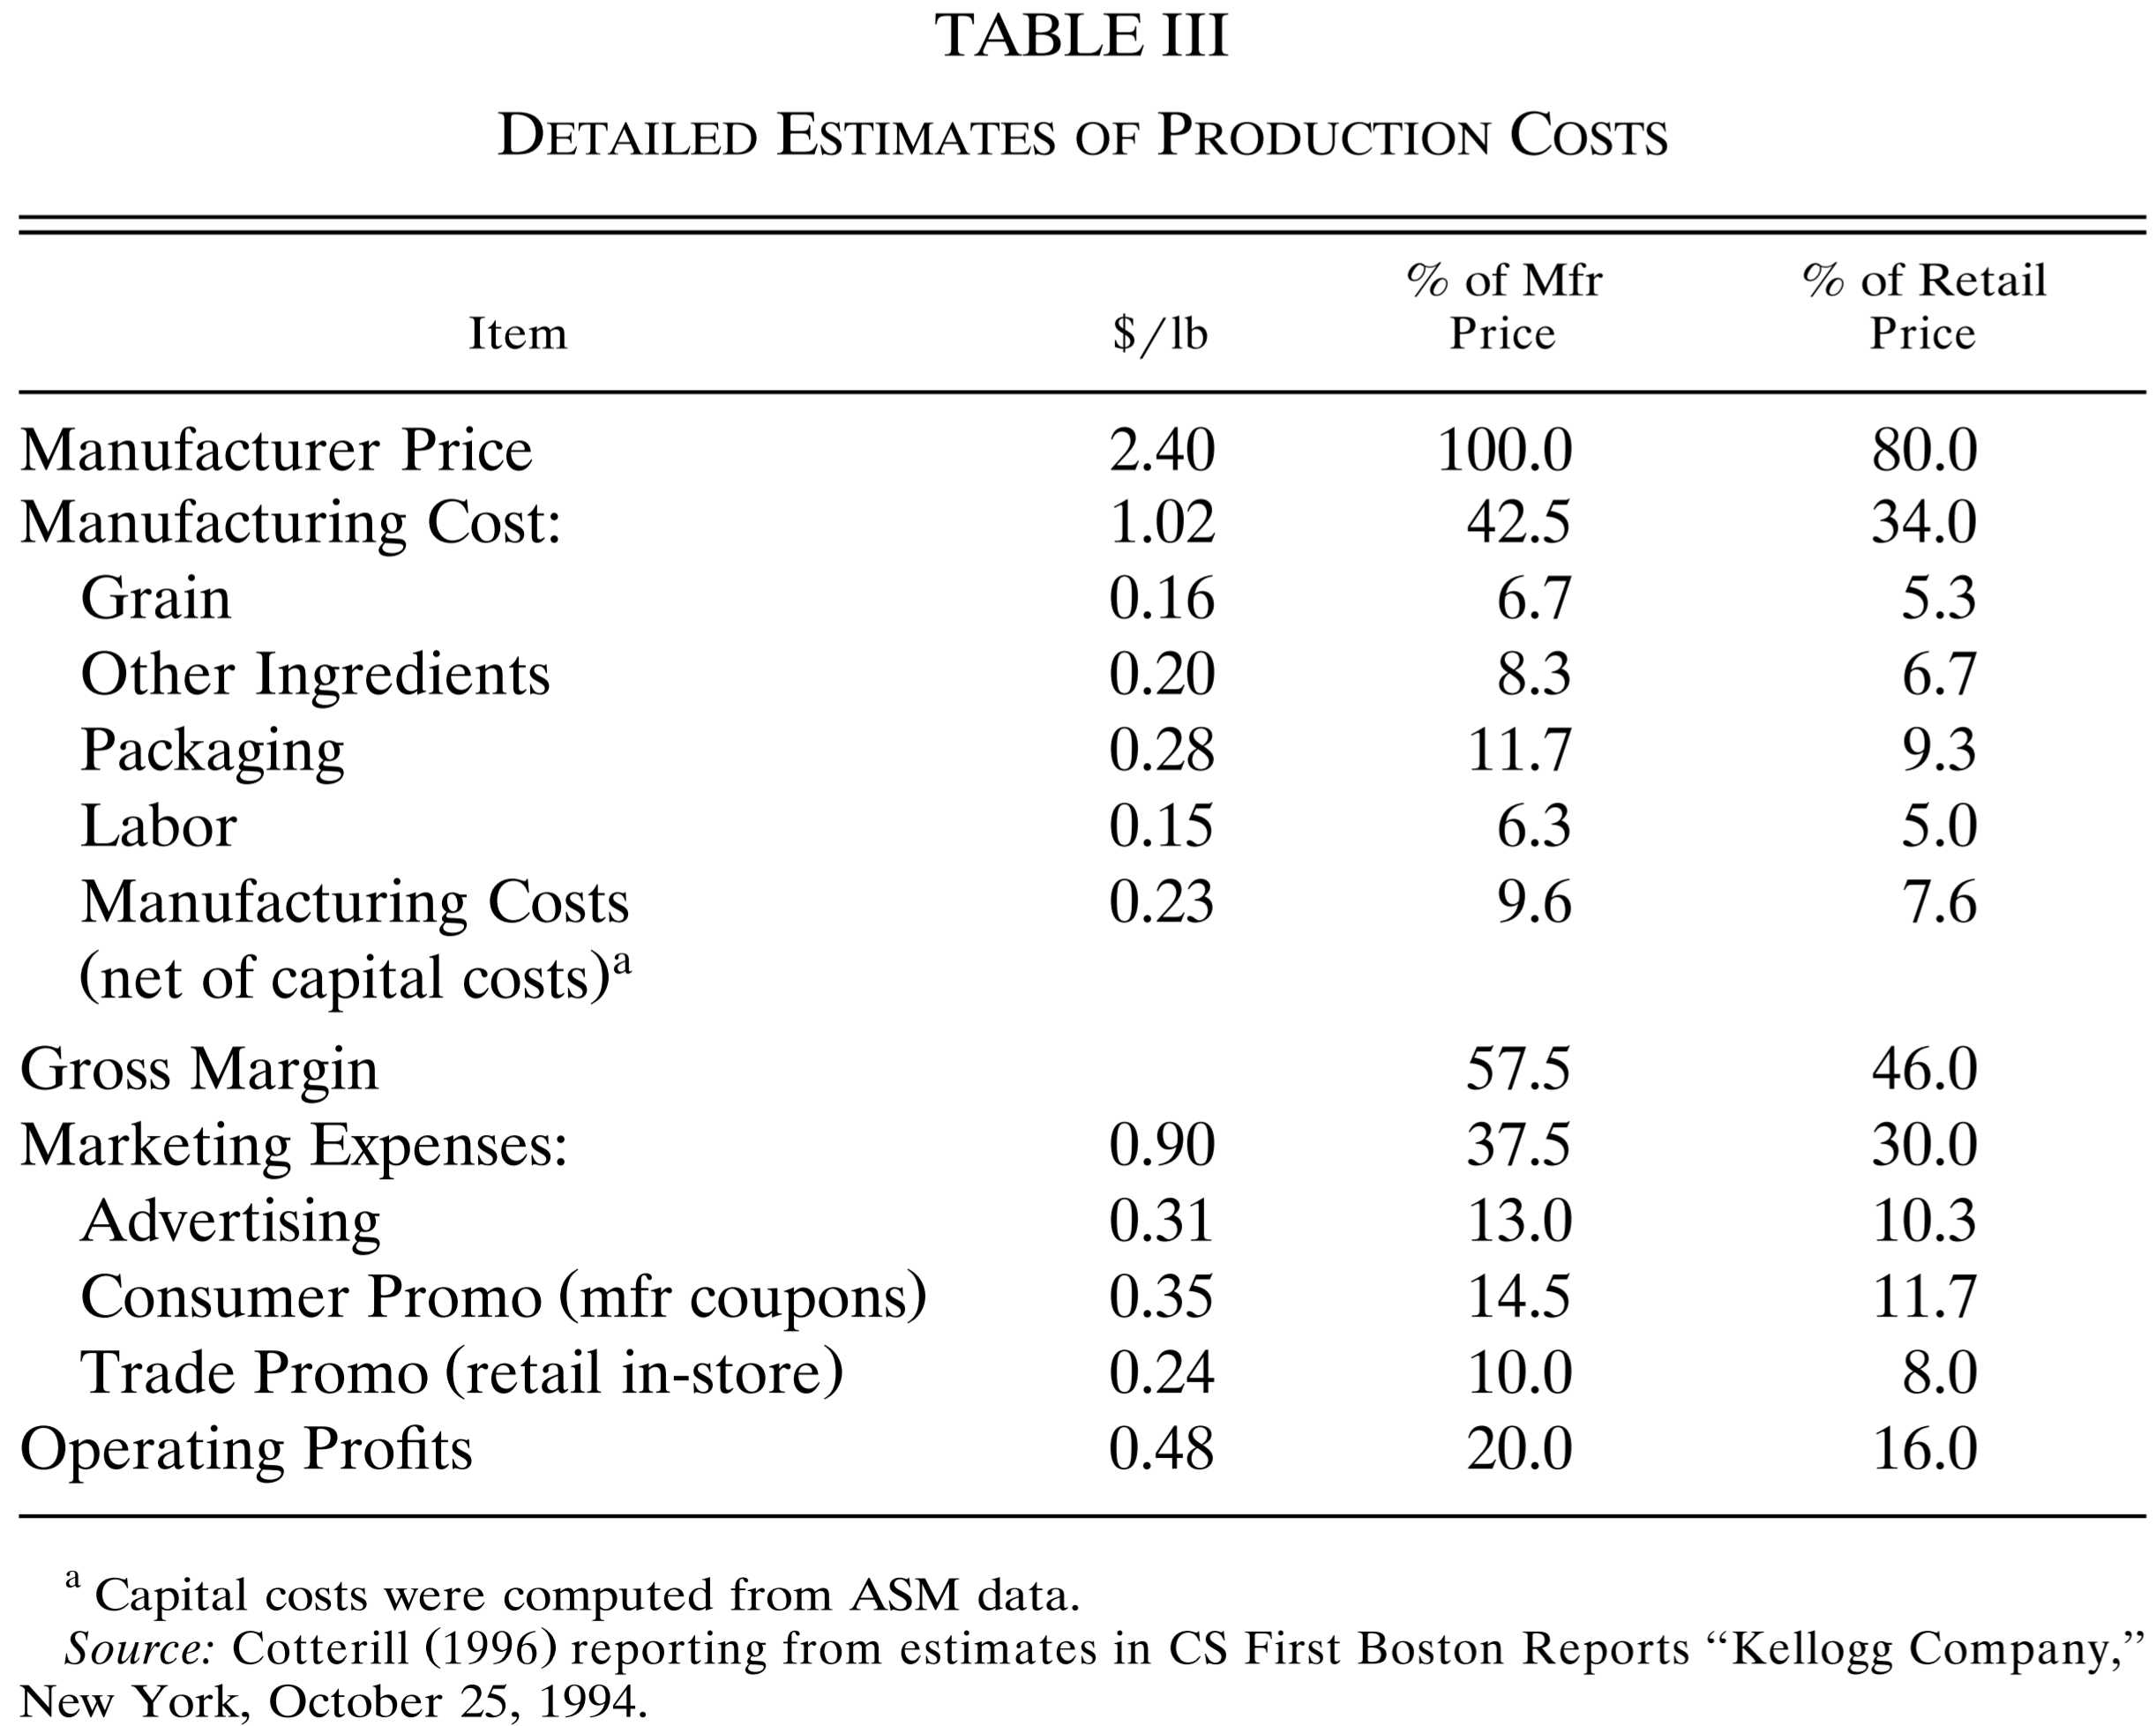 TABLE III
DETAILED ESTIMATES OF PRODUCTION COSTS
Item $/lb % of Mfr Price % of Retail Price
Manufacturer Price 2.40 100.0 80.0
Manufacturing Cost: 1.02 42.5 34.0
Grain 0.16 6.7 5.3
Other Ingredients 0.20 8.3 6.7
Packaging 0.28 11.7 9.3
Labor 0.15 6.3 5.0
Manufacturing Costs 0.23 9.6 7.6
(net of capital costs)a
Gross Margin 57.5 46.0
Marketing Expenses: 0.90 37.5 30.0
Advertising 0.31 13.0 10.3
Consumer Promo (mfr coupons) 0.35 14.5 11.7
Trade Promo (retail in-store) 0.24 10.0 8.0
Operating Profits 0.48 20.0 16.0
a Capital costs were computed from ASM data.
Source: Cotterill (1996) reporting from estimates in CS First Boston Reports “Kellogg Company,”
New York, October 25, 1994.